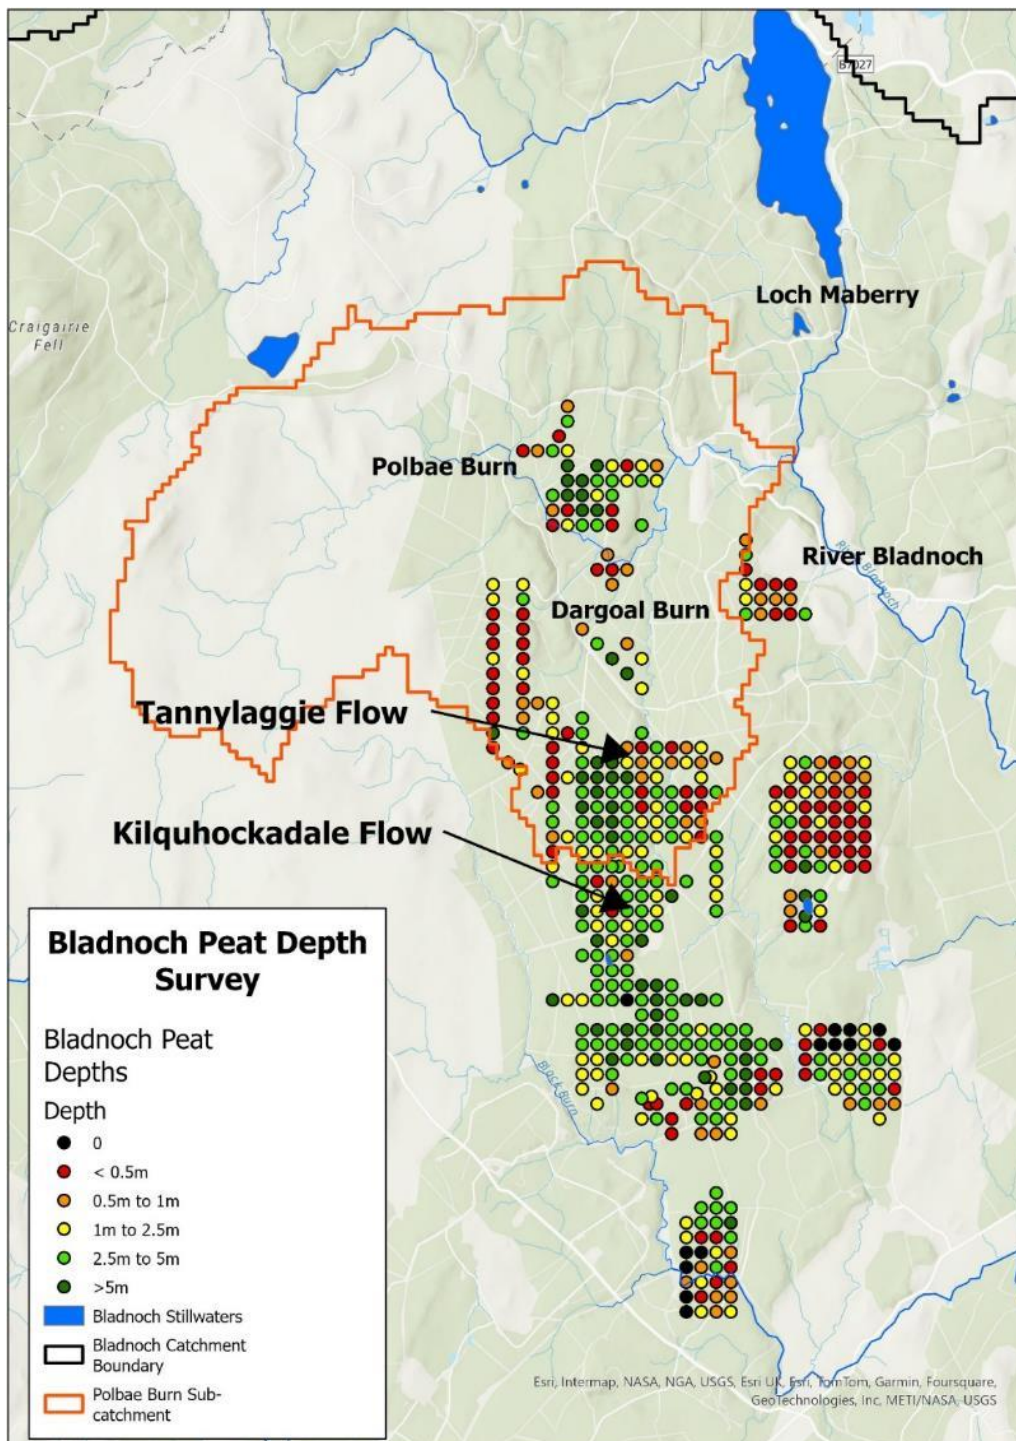 B7027
Loch Maberry
Craigairie
Fell
Polbae Burn
River Bladnoch
River Bladnoch
Dargoal Burn
Tannylaggie Flow
Kilquhockadale Flow
Black Burn
Bladnoch Peat Depth
Survey
Bladnoch Peat
Depths
Depth
0
< 0.5m
0.5m to 1m
1m to 2.5m
2.5m to 5m
>5m
Bladnoch Stillwaters
Bladnoch Catchment
Boundary
Polbae Burn Sub-
catchment
Esri, Intermap, NASA, NGA, USGS, Esri UK, Esri, TomTom, Garmin, Foursquare,
GeoTechnologies, Inc, METI/NASA, USGS